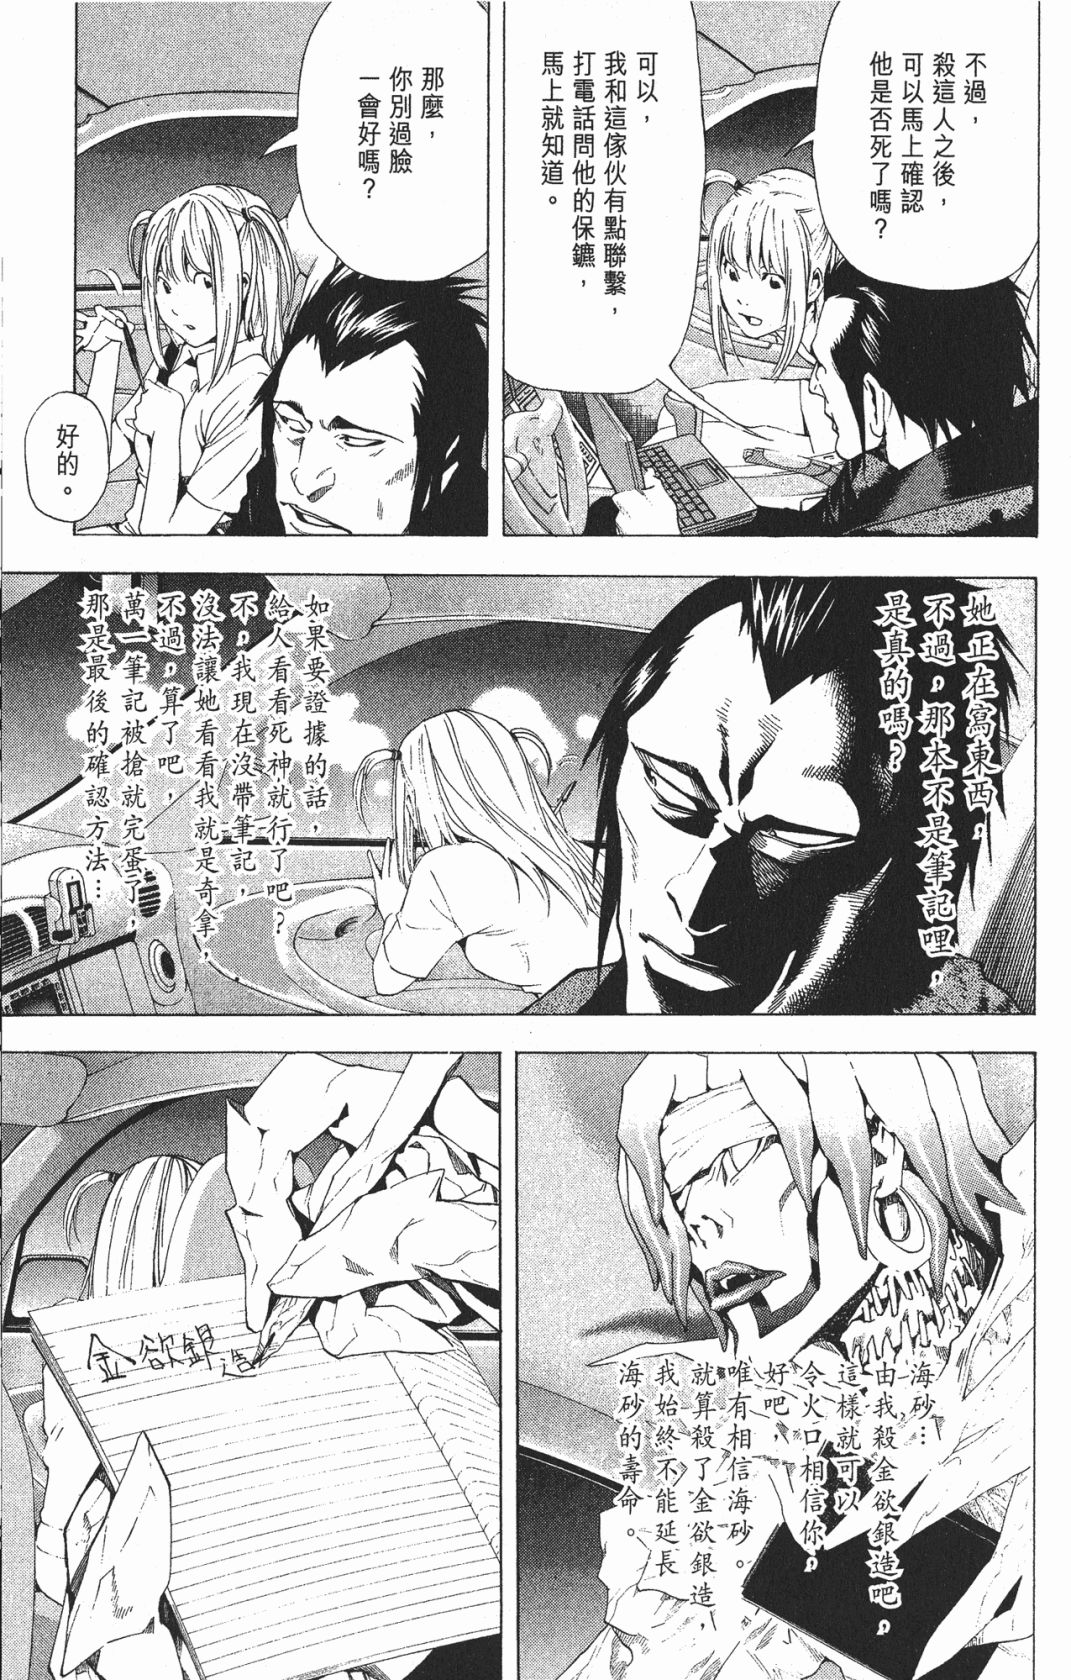 不過，
殺這人之後，
可以馬上確認
他是否死了嗎？
可以，
我和這傢伙有點聯繫，
打電話問他的保鑣，
馬上就知道。
那麼，
你別過臉
一會好嗎？
好的。
她正在寫東西，
不過，那本不是筆記哩，
是真的嗎？
如果要證據的話，
給人看看死神就行了吧？
不，我現在沒帶筆記，
沒法讓她看看我就是奇拿，
不過，算了吧，
萬一筆記被搶就完蛋了，
那是最後的確認方法…
海砂…
由我殺金欲銀造吧，
這樣就可以
令火口相信你，
好吧，
唯有相信海砂。
就算殺了金欲銀造，
我始終不能延長
海砂的壽命。
金欲銀造